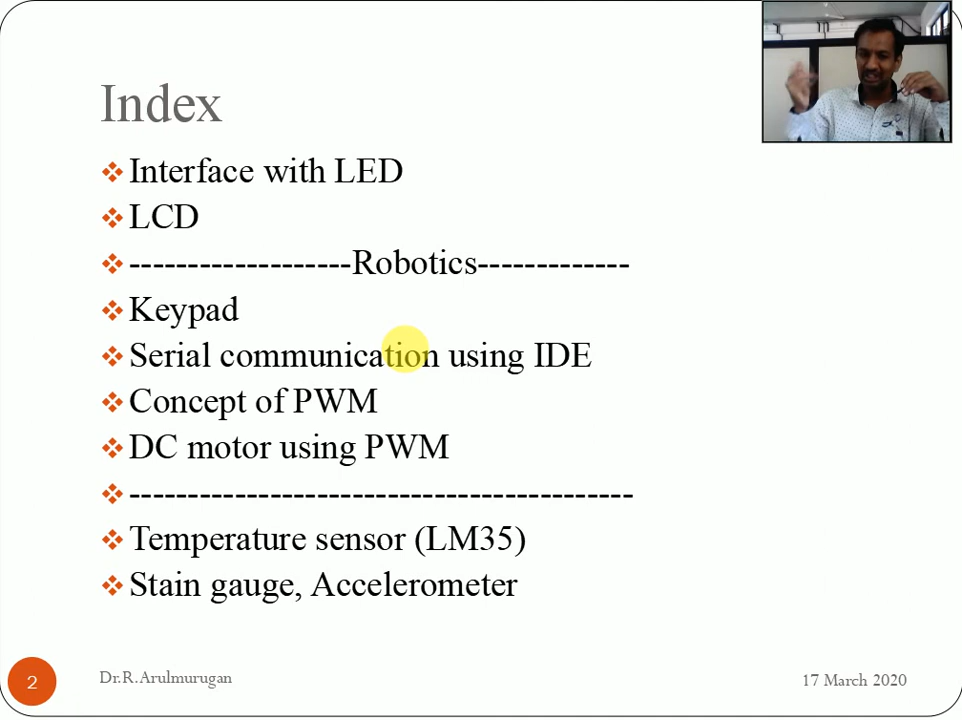 Index
Interface with LED
LCD
-------------------Robotics-------------
Keypad
Serial communication using IDE
Concept of PWM
DC motor using PWM
-------------------------------------------
Temperature sensor (LM35)
Stain gauge, Accelerometer
2
Dr.R.Arulmurugan
17 March 2020